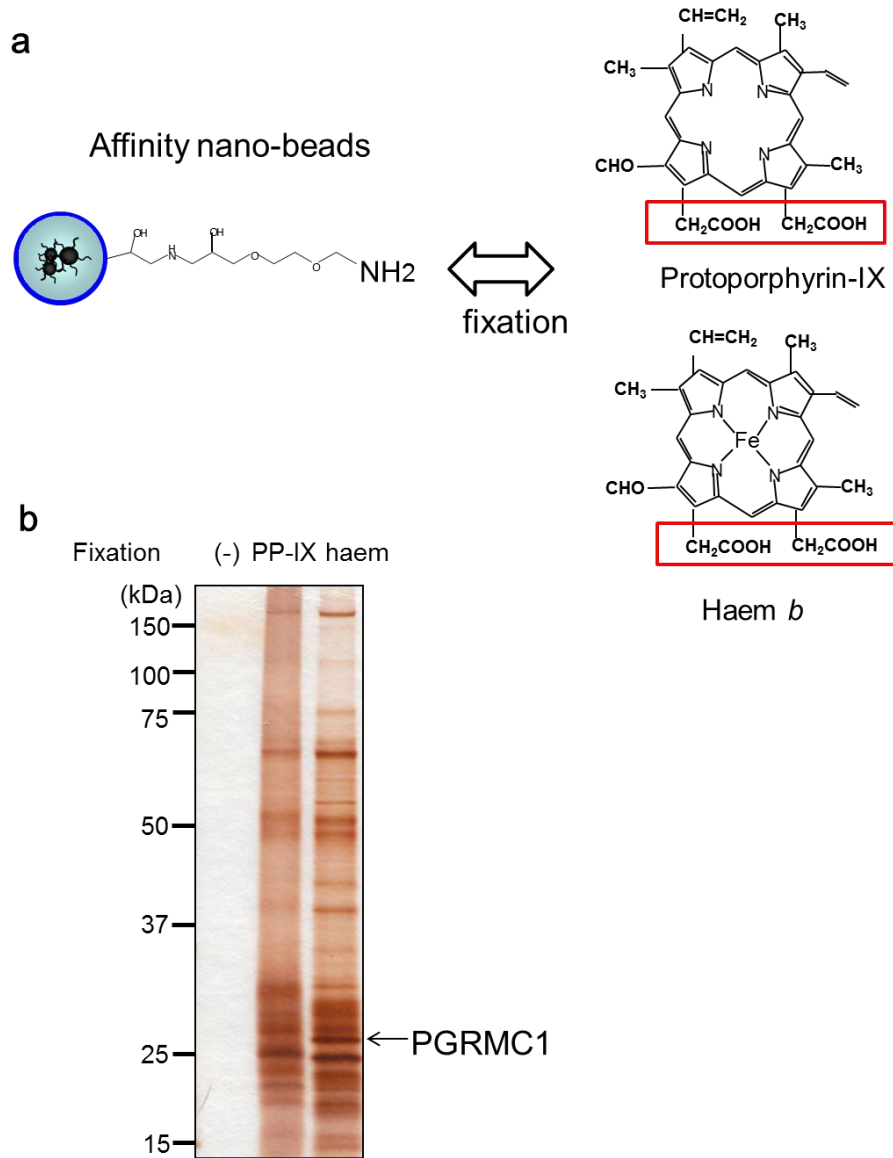 a
Affinity nano-beads
OH
OH
H
N
O
O
NH2
fixation
CH=CH₂
CH₃
CH₃
N
N
N
N
CHO
CH₃
CH₂COOH CH₂COOH
Protoporphyrin-IX
CH=CH₂
CH₃
CH₃
N
N
Fe
N
N
CHO
CH₃
CH₂COOH CH₂COOH
Haem b
b
Fixation (-) PP-IX haem
(kDa)
150
100
75
50
37
25
15
PGRMC1